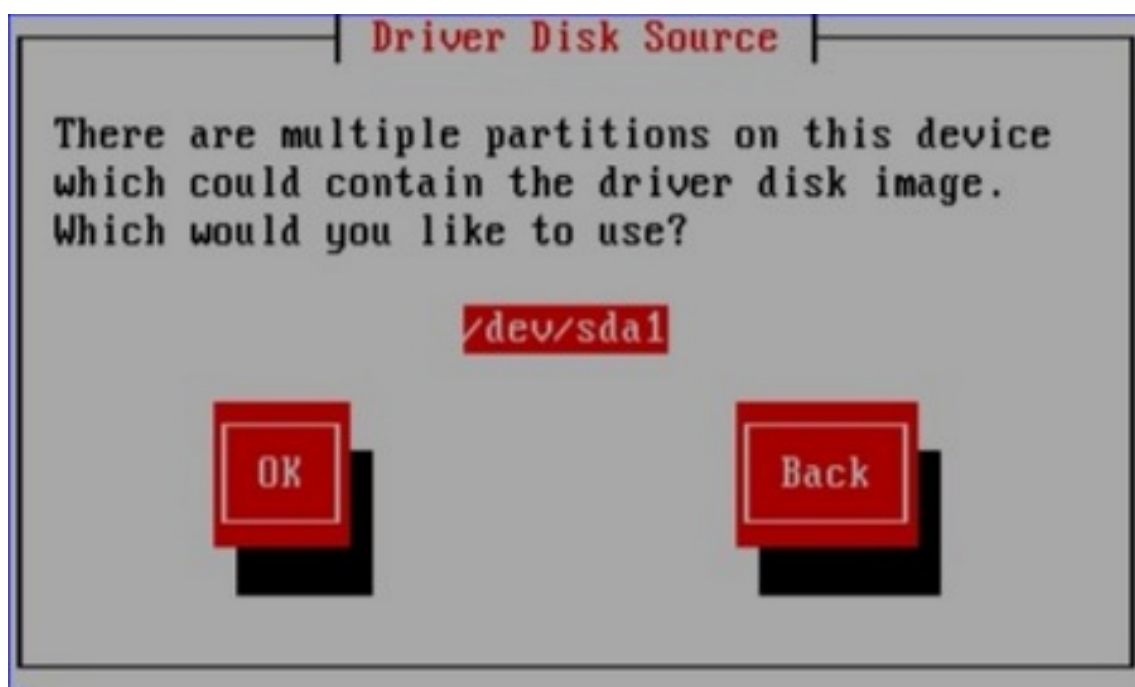 Driver Disk Source
There are multiple partitions on this device
which could contain the driver disk image.
Which would you like to use?
/dev/sda1
OK Back